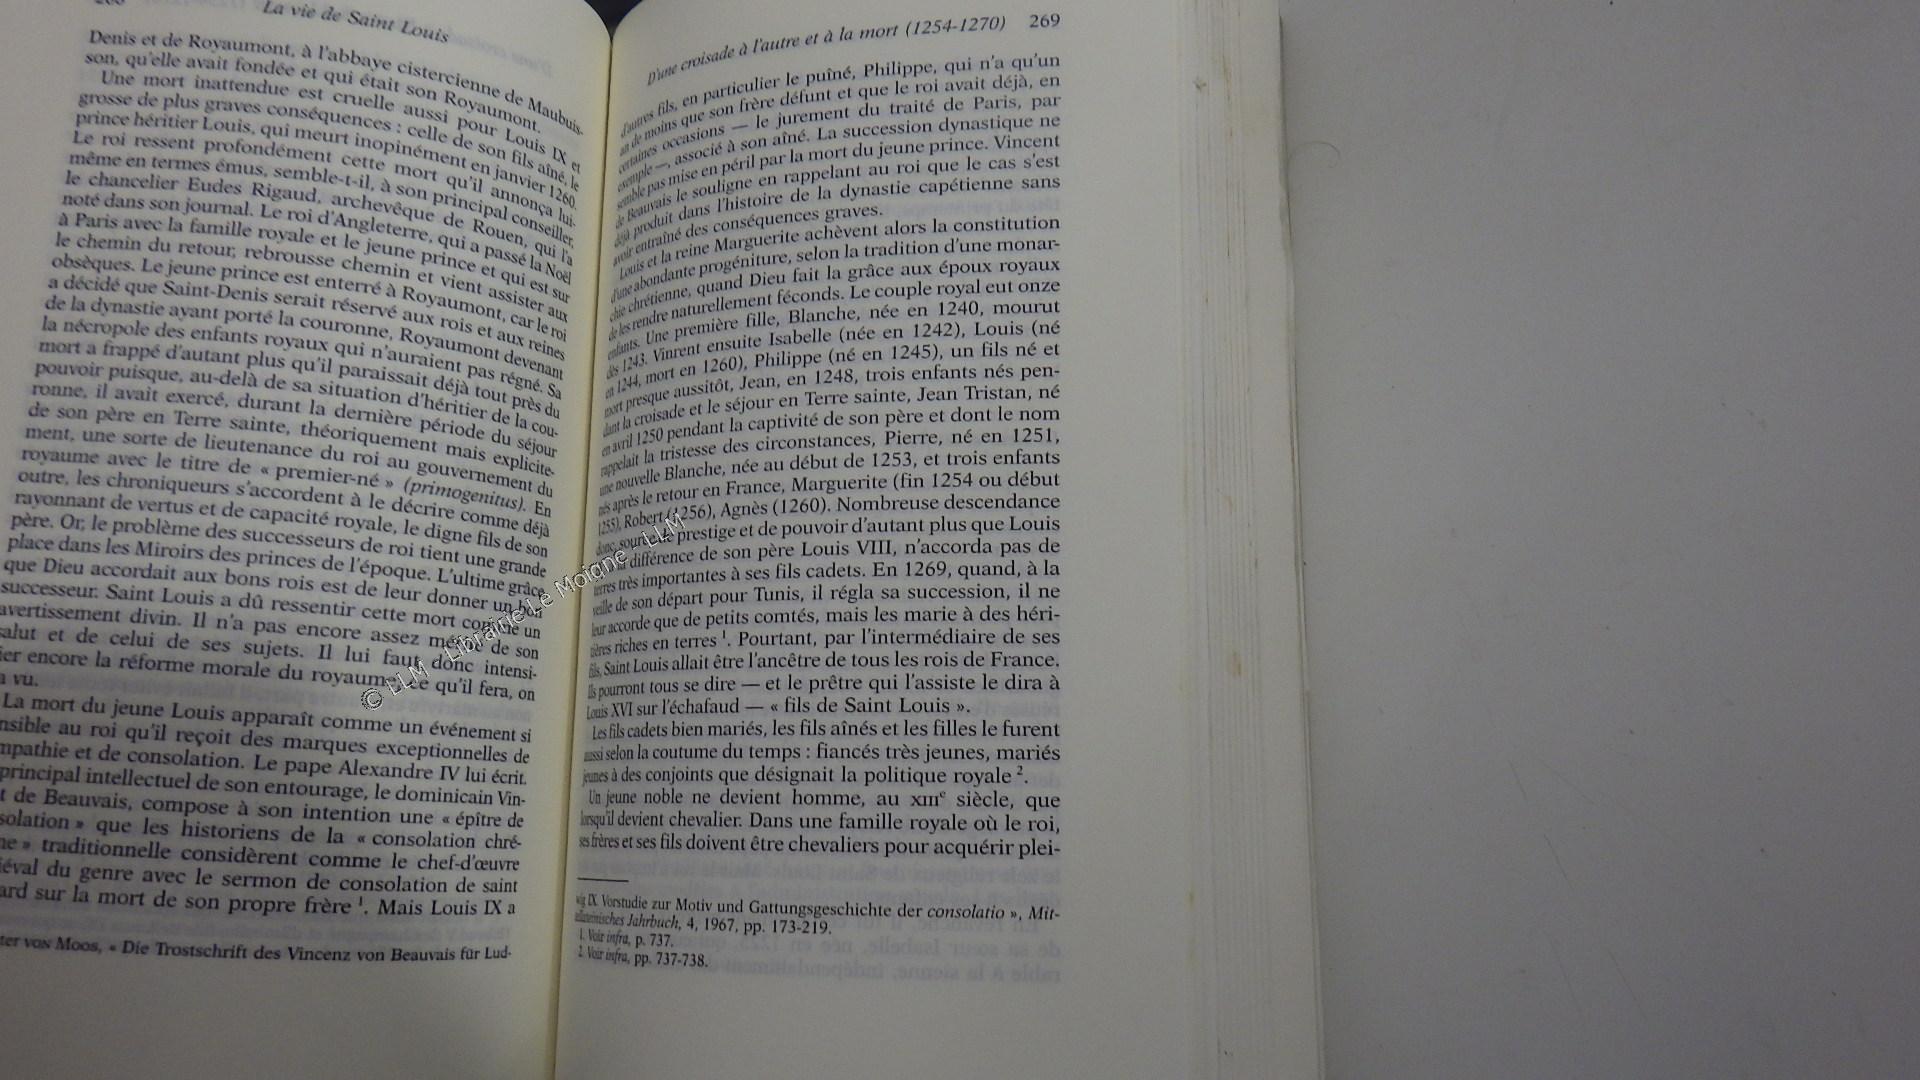 La vie de Saint Louis
Denis et de Royaumont, à l'abbaye cistercienne de Maubuis-
son, qu'elle avait fondée et qui était son Royaumont.
Une mort inattendue est cruelle aussi pour Louis IX et
grosse de plus graves conséquences : celle de son fils aîné, le
prince héritier Louis, qui meurt inopinément en janvier 1260.
Le roi ressent profondément cette mort qu'il annonça lui-
même en termes émus, semble-t-il, à son principal conseiller,
le chancelier Eudes Rigaud, archevêque de Rouen, qui l'a
noté dans son journal. Le roi d'Angleterre, qui a passé la Noël
à Paris avec la famille royale et le jeune prince et qui est sur
le chemin du retour, rebrousse chemin et vient assister aux
obsèques. Le jeune prince est enterré à Royaumont, car le roi
a décidé que Saint-Denis serait réservé aux rois et aux reines
de la dynastie ayant porté la couronne, Royaumont devenant
la nécropole des enfants royaux qui n'auraient pas régné. Sa
mort a frappé d'autant plus qu'il paraissait déjà tout près du
pouvoir puisque, au-delà de sa situation d'héritier de la cou-
ronne, il avait exercé, durant la dernière période du séjour
de son père en Terre sainte, théoriquement mais explicite-
ment, une sorte de lieutenance du roi au gouvernement du
royaume avec le titre de « premier-né » (primogenitus). En
outre, les chroniqueurs s'accordent à le décrire comme déjà
rayonnant de vertus et de capacité royale, le digne fils de son
père. Or, le problème des successeurs de roi tient une grande
place dans les Miroirs des princes de l'époque. L'ultime grâce
que Dieu accordait aux bons rois est de leur donner un bon
successeur. Saint Louis a dû ressentir cette mort comme un
avertissement divin. Il n'a pas encore assez mérité de son
salut et de celui de ses sujets. Il lui faut donc intensi-
ier encore la réforme morale du royaume, ce qu'il fera, on
a vu.
La mort du jeune Louis apparaît comme un événement si
nsible au roi qu'il reçoit des marques exceptionnelles de
mpathie et de consolation. Le pape Alexandre IV lui écrit.
principal intellectuel de son entourage, le dominicain Vin-
t de Beauvais, compose à son intention une « épître de
solation » que les historiens de la « consolation chré-
ne » traditionnelle considèrent comme le chef-d'œuvre
iéval du genre avec le sermon de consolation de saint
ard sur la mort de son propre frère 1. Mais Louis IX a
ter von Moos, « Die Trostschrift des Vincenz von Beauvais für Lud-
D'une croisade à l'autre et à la mort (1254-1270) 269
d'autres fils, en particulier le puîné, Philippe, qui n'a qu'un
an de moins que son frère défunt et que le roi avait déjà, en
certaines occasions — le jurement du traité de Paris, par
exemple —, associé à son aîné. La succession dynastique ne
semble pas mise en péril par la mort du jeune prince. Vincent
de Beauvais le souligne en rappelant au roi que le cas s'est
déjà produit dans l'histoire de la dynastie capétienne sans
avoir entraîné des conséquences graves.
Louis et la reine Marguerite achèvent alors la constitution
d'une abondante progéniture, selon la tradition d'une monar-
chie chrétienne, quand Dieu fait la grâce aux époux royaux
de les rendre naturellement féconds. Le couple royal eut onze
enfants. Une première fille, Blanche, née en 1240, mourut
dès 1243. Vinrent ensuite Isabelle (née en 1242), Louis (né
en 1244, mort en 1260), Philippe (né en 1245), un fils né et
mort presque aussitôt, Jean, en 1248, trois enfants nés pen-
dant la croisade et le séjour en Terre sainte, Jean Tristan, né
en avril 1250 pendant la captivité de son père et dont le nom
rappelait la tristesse des circonstances, Pierre, né en 1251,
une nouvelle Blanche, née au début de 1253, et trois enfants
nés après le retour en France, Marguerite (fin 1254 ou début
1255), Robert (1256), Agnès (1260). Nombreuse descendance
donc, source de prestige et de pouvoir d'autant plus que Louis
la différence de son père Louis VIII, n'accorda pas de
terres très importantes à ses fils cadets. En 1269, quand, à la
veille de son départ pour Tunis, il régla sa succession, il ne
leur accorde que de petits comtés, mais les marie à des héri-
tières riches en terres 1. Pourtant, par l'intermédiaire de ses
fils, Saint Louis allait être l'ancêtre de tous les rois de France.
Ils pourront tous se dire — et le prêtre qui l'assiste le dira à
Louis XVI sur l'échafaud — « fils de Saint Louis ».
Les fils cadets bien mariés, les fils aînés et les filles le furent
aussi selon la coutume du temps : fiancés très jeunes, mariés
jeunes à des conjoints que désignait la politique royale 2.
Un jeune noble ne devient homme, au XIIIe siècle, que
lorsqu'il devient chevalier. Dans une famille royale où le roi,
ses frères et ses fils doivent être chevaliers pour acquérir plei-
wig IX. Vorstudie zur Motiv und Gattungsgeschichte der consolatio », Mit-
tellateinisches Jahrbuch, 4, 1967, pp. 173-219.
1. Voir infra, p. 737.
2. Voir infra, pp. 737-738.
© LLM - Librairie Le Moigne - LLM